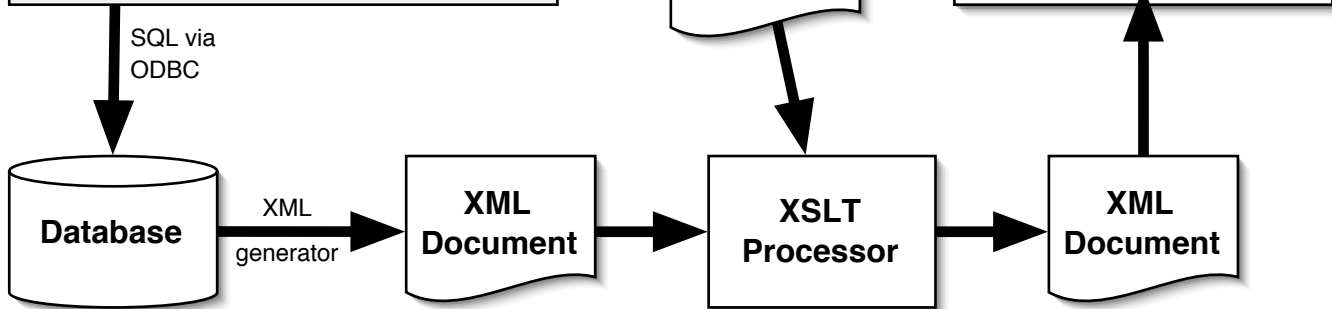 SQL via
ODBC
Database
XML
generator
XML
Document
XSLT
Processor
XML
Document